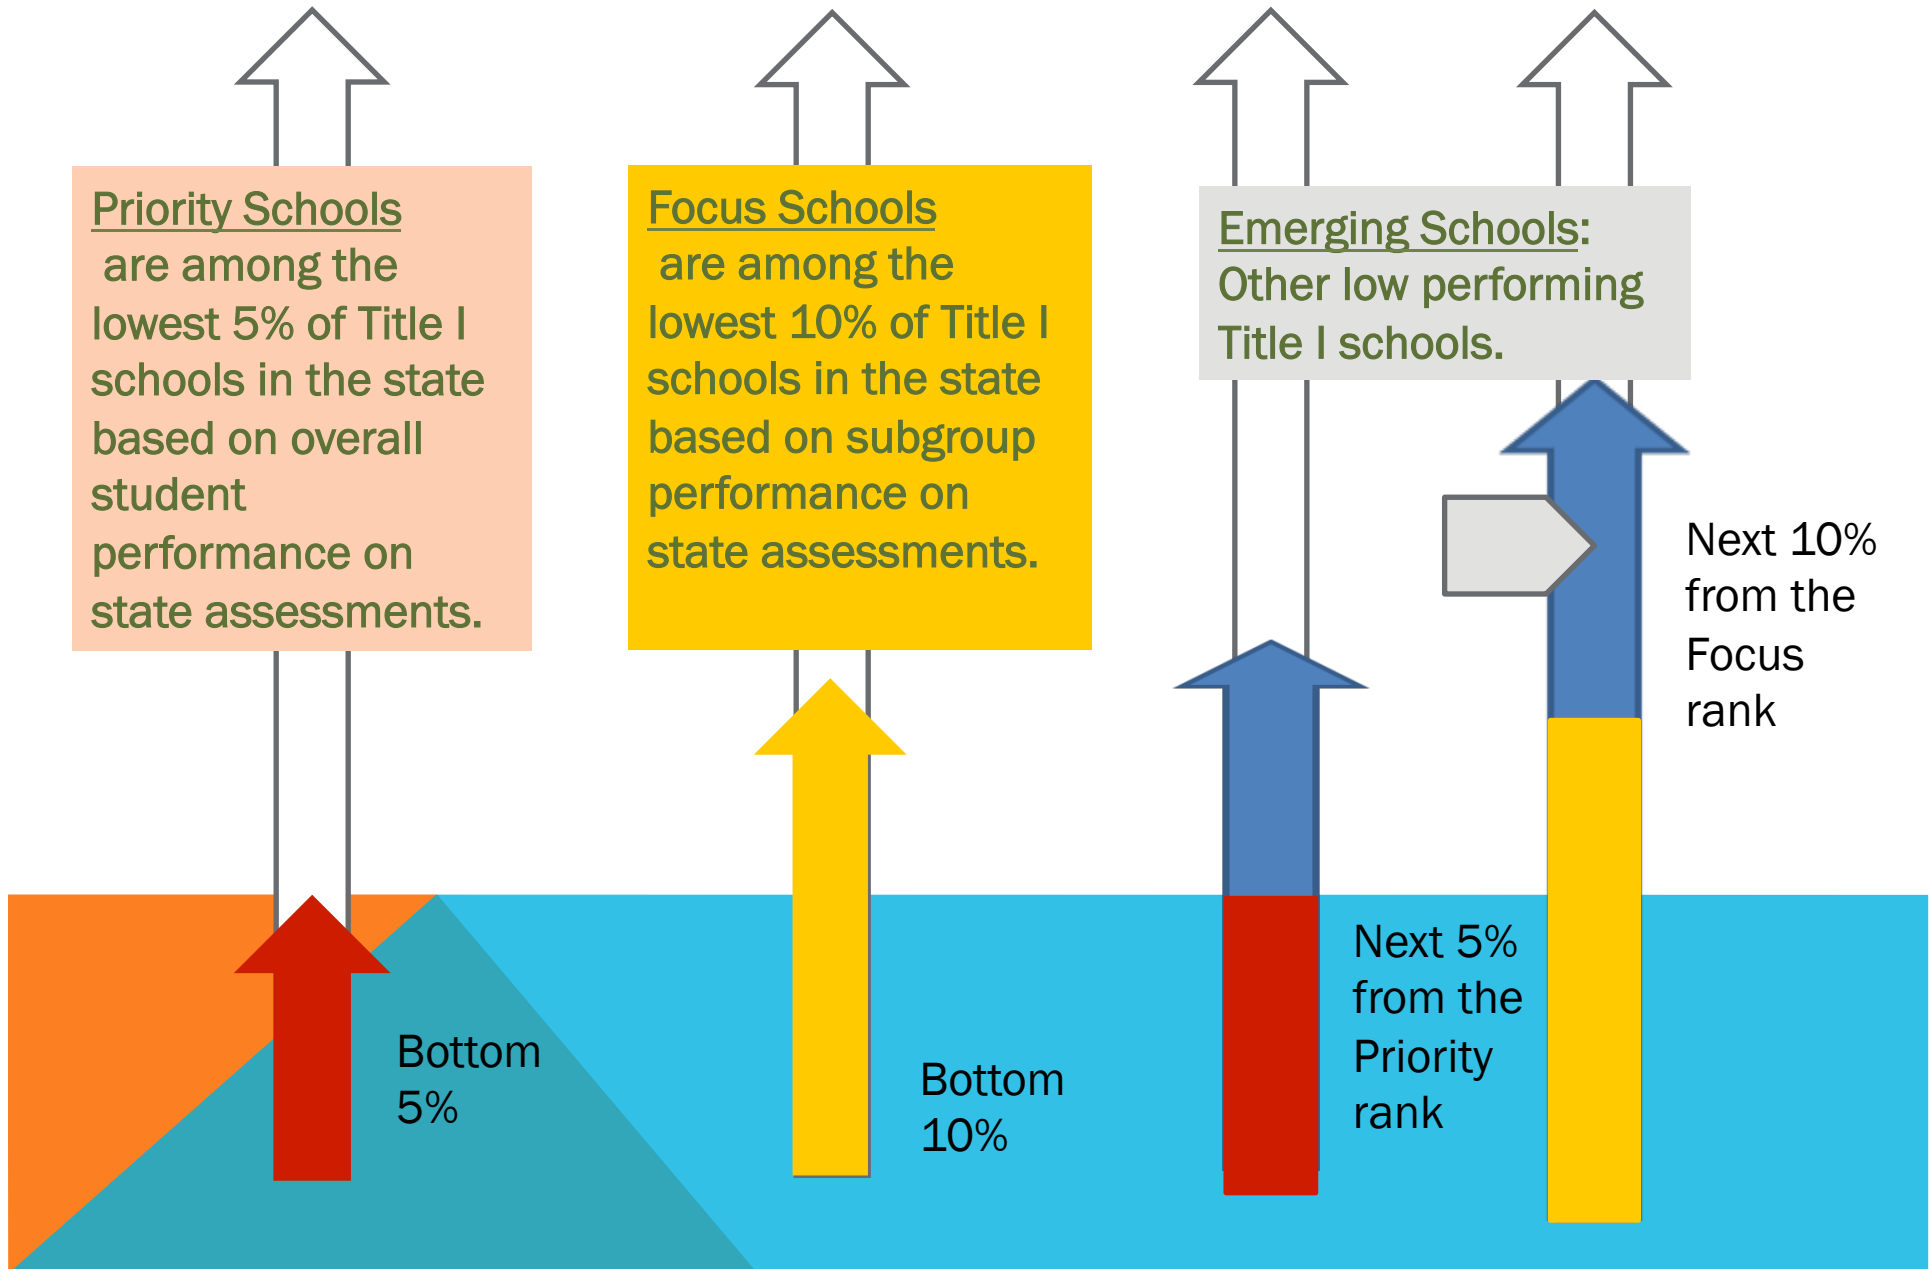 Priority Schools
are among the
lowest 5% of Title I
schools in the state
based on overall
student
performance on
state assessments.
Focus Schools
are among the
lowest 10% of Title I
schools in the state
based on subgroup
performance on
state assessments.
Emerging Schools:
Other low performing
Title I schools.
Next 10%
from the
Focus
rank
Bottom
5%
Bottom
10%
Next 5%
from the
Priority
rank